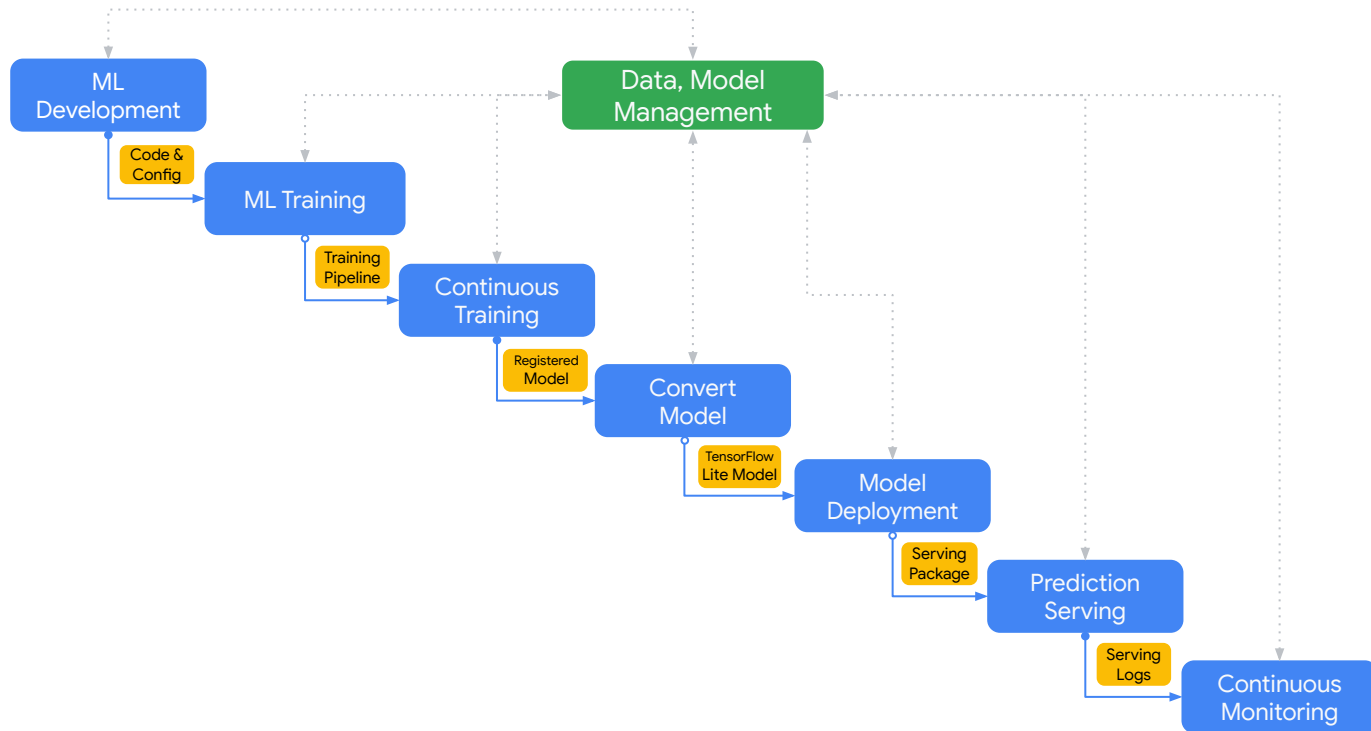 ML
Development
Data, Model
Management
Code &
Config
ML Training
Training
Pipeline
Continuous
Training
Registered
Model
Convert
Model
TensorFlow
Lite Model
Model
Deployment
Serving
Package
Prediction
Serving
Serving
Logs
Continuous
Monitoring